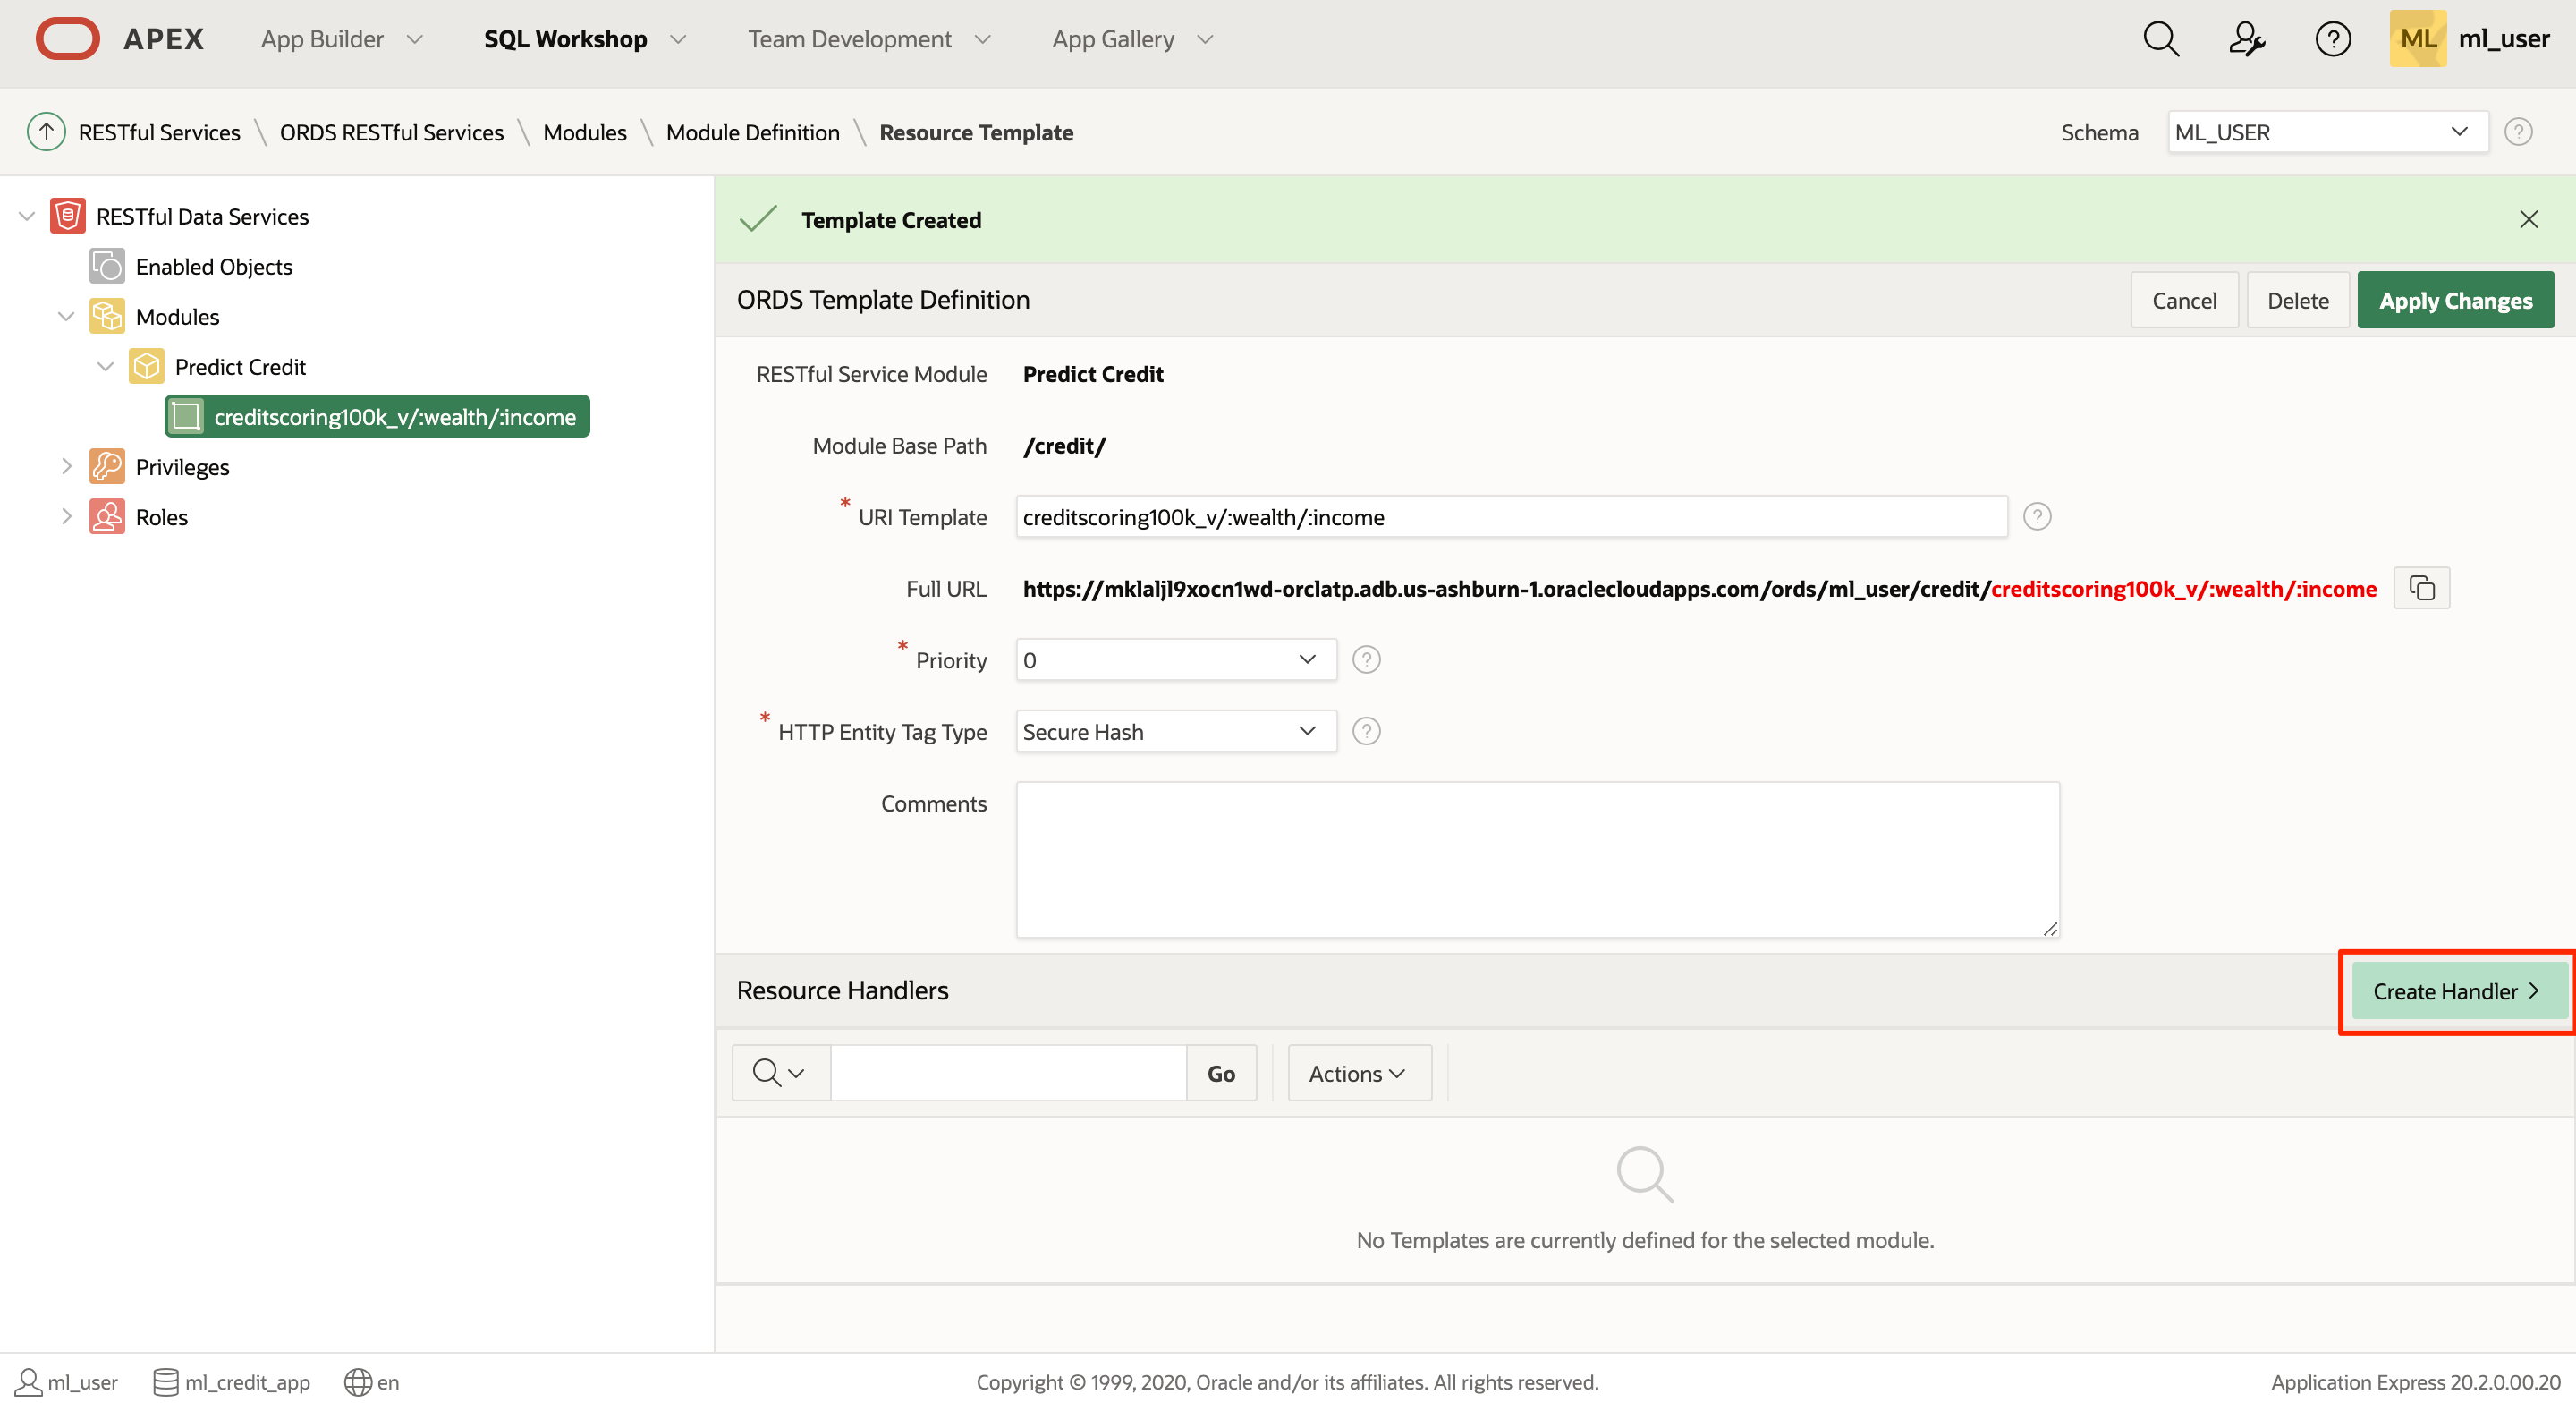 APEX App Builder SQL Workshop Team Development App Gallery ML ml_user
RESTful Services \ ORDS RESTful Services \ Modules \ Module Definition \ Resource Template Schema ML_USER ?
RESTful Data Services
Enabled Objects
Modules
Predict Credit
creditscoring100k_v/:wealth/:income
Privileges
Roles
Template Created
ORDS Template Definition Cancel Delete Apply Changes
RESTful Service Module Predict Credit
Module Base Path /credit/
* URI Template creditscoring100k_v/:wealth/:income ?
Full URL https://mklaljl9xocn1wd-orclatp.adb.us-ashburn-1.oraclecloudapps.com/ords/ml_user/credit/creditscoring100k_v/:wealth/:income
* Priority 0 ?
* HTTP Entity Tag Type Secure Hash ?
Comments
Resource Handlers Create Handler >
Go Actions
No Templates are currently defined for the selected module.
ml_user ml_credit_app en Copyright © 1999, 2020, Oracle and/or its affiliates. All rights reserved. Application Express 20.2.0.00.20